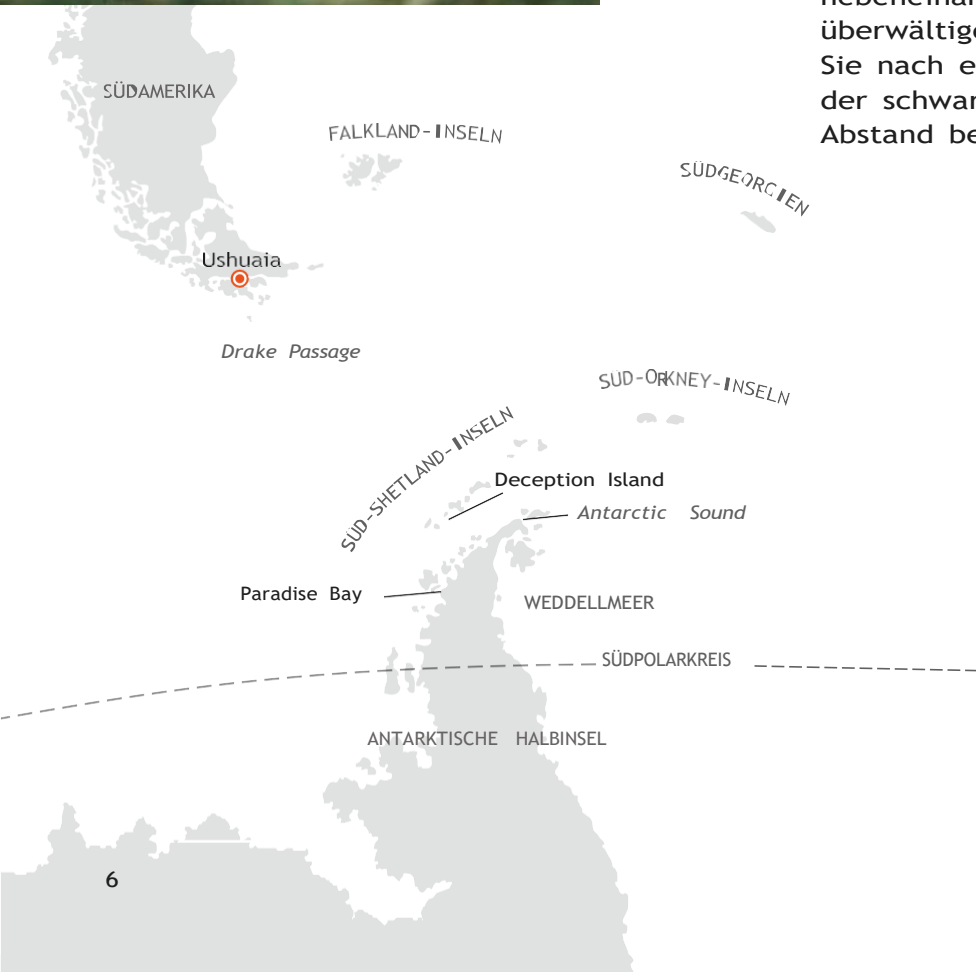 überwältig
Sie nach e
der schwar
Abstand be
SÜDAMERIKA
FALKLAND-INSELN
SÜDGEORGIEN
Ushuaia
Drake Passage
SÜD-ORKNEY-INSELN
SÜD-SHETLAND-INSELN
Deception Island
Antarctic Sound
Paradise Bay
WEDDELLMEER
SÜDPOLARKREIS
ANTARKTISCHE HALBINSEL
6